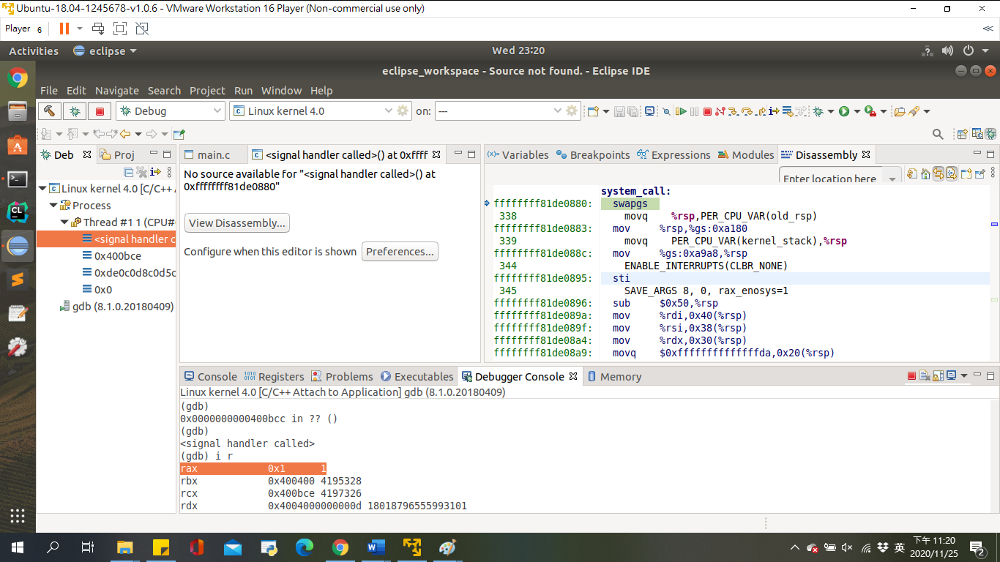 Ubuntu-18.04-1245678-v1.0.6 - VMware Workstation 16 Player (Non-commercial use only)
Player 6
Activities eclipse Wed 23:20
eclipse_workspace - Source not found. - Eclipse IDE
File Edit Navigate Search Project Run Window Help
Debug Linux kernel 4.0 on: ---
Deb Proj
Linux kernel 4.0 [C/C++ A
Process
Thread #1 1 (CPU#
<signal handler c
0x400bce
0xde0c0d8c0d5c
0x0
gdb (8.1.0.20180409)
main.c <signal handler called>() at 0xffff
No source available for "<signal handler called>() at
0xffffffff81de0880"
View Disassembly...
Configure when this editor is shown Preferences...
(x)= Variables Breakpoints Expressions Modules Disassembly
Enter location here
system_call:
ffffffff81de0880: swapgs
338 movq %rsp,PER_CPU_VAR(old_rsp)
ffffffff81de0883: mov %rsp,%gs:0xa180
339 movq PER_CPU_VAR(kernel_stack),%rsp
ffffffff81de088c: mov %gs:0xa9a8,%rsp
344 ENABLE_INTERRUPTS(CLBR_NONE)
ffffffff81de0895: sti
345 SAVE_ARGS 8, 0, rax_enosys=1
ffffffff81de0896: sub $0x50,%rsp
ffffffff81de089a: mov %rdi,0x40(%rsp)
ffffffff81de089f: mov %rsi,0x38(%rsp)
ffffffff81de08a4: mov %rdx,0x30(%rsp)
ffffffff81de08a9: movq $0xffffffffffffffda,0x20(%rsp)
Console Registers Problems Executables Debugger Console Memory
Linux kernel 4.0 [C/C++ Attach to Application] gdb (8.1.0.20180409)
(gdb)
0x0000000000400bcc in ?? ()
(gdb)
<signal handler called>
(gdb) i r
rax 0x1 1
rbx 0x400400 4195328
rcx 0x400bce 4197326
rdx 0x4004000000000d 18018796555993101
英 下午 11:20
2020/11/25
2